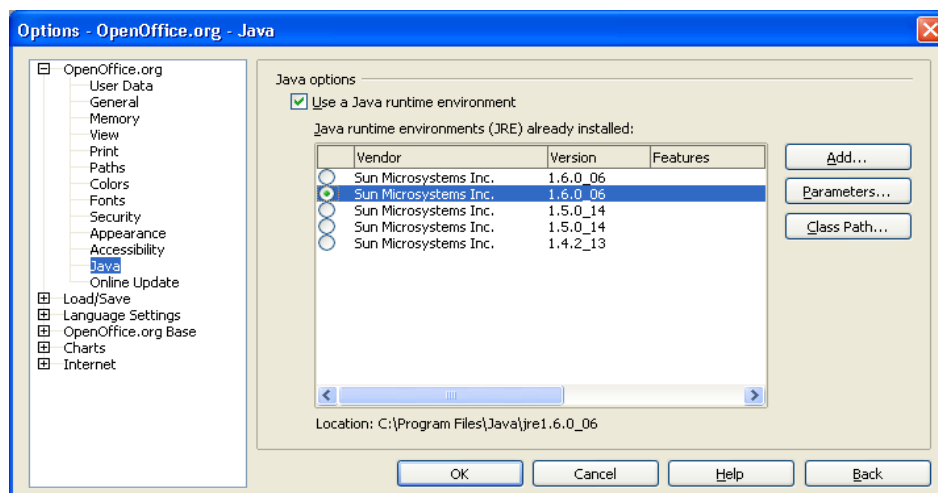 Options - OpenOffice.org - Java
OpenOffice.org
User Data
General
Memory
View
Print
Paths
Colors
Fonts
Security
Appearance
Accessibility
Java
Online Update
Load/Save
Language Settings
OpenOffice.org Base
Charts
Internet
Java options
Use a Java runtime environment
Java runtime environments (JRE) already installed:
Vendor Version Features
Sun Microsystems Inc. 1.6.0_06
Sun Microsystems Inc. 1.6.0_06
Sun Microsystems Inc. 1.5.0_14
Sun Microsystems Inc. 1.5.0_14
Sun Microsystems Inc. 1.4.2_13
Add...
Parameters...
Class Path...
Location: C:\Program Files\Java\jre1.6.0_06
OK Cancel Help Back